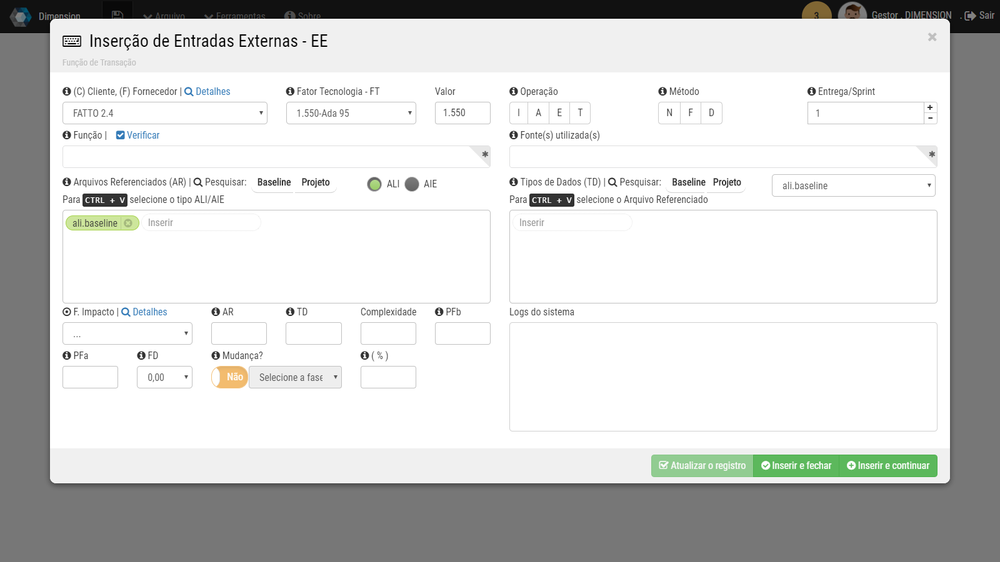 Dimension Arquivo Ferramentas Sobre 3 Gestor . DIMENSION . Sair
Inserção de Entradas Externas - EE ×
Função de Transação
(C) Cliente, (F) Fornecedor | Detalhes Fator Tecnologia - FT Valor Operação Método Entrega/Sprint
FATTO 2.4 1.550-Ada 95 1.550 I A E T N F D 1 + -
Função | Verificar Fonte(s) utilizada(s)
✱ ✱
Arquivos Referenciados (AR) | Pesquisar: Baseline Projeto ALI AIE Tipos de Dados (TD) | Pesquisar: Baseline Projeto ali.baseline
Para CTRL + V selecione o tipo ALI/AIE Para CTRL + V selecione o Arquivo Referenciado
ali.baseline Inserir Inserir
F. Impacto | Detalhes AR TD Complexidade PFb Logs do sistema
...
PFa FD Mudança? ( % )
0,00 Não Selecione a fase
Atualizar o registro Inserir e fechar Inserir e continuar